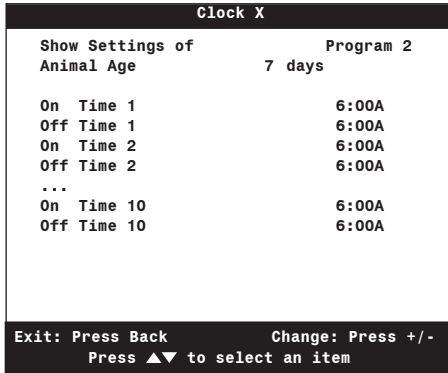 Clock X
Show Settings of Program 2
Animal Age 7 days
On Time 1 6:00A
Off Time 1 6:00A
On Time 2 6:00A
Off Time 2 6:00A
...
On Time 10 6:00A
Off Time 10 6:00A
Exit: Press Back Change: Press +/-
Press ▲▼ to select an item